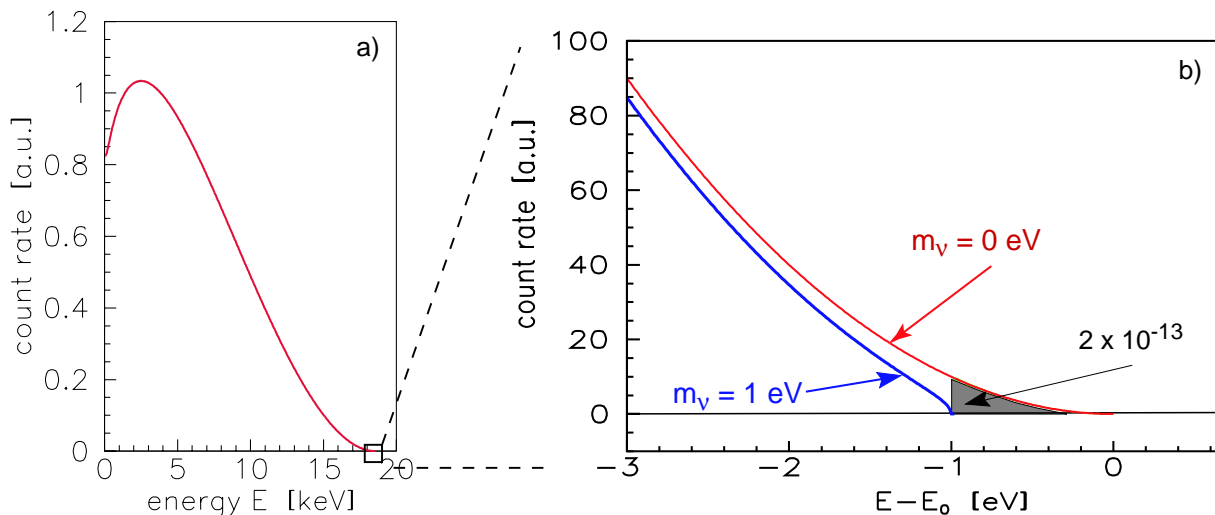 a)
1.2
1
0.8
0.6
0.4
0.2
0
count rate [a.u.]
0 5 10 15 20
energy E [keV]
b)
100
80
60
40
20
0
count rate [a.u.]
mν = 0 eV
2 x 10-13
mν = 1 eV
−3 −2 −1 0
E−E0 [eV]